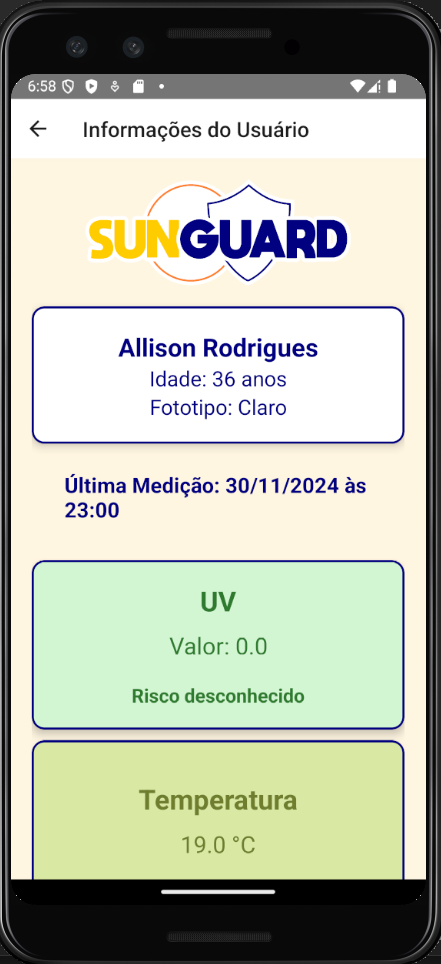 6:58
Informações do Usuário
SUNGUARD
Allison Rodrigues
Idade: 36 anos
Fototipo: Claro
Última Medição: 30/11/2024 às
23:00
UV
Valor: 0.0
Risco desconhecido
Temperatura
19.0 °C